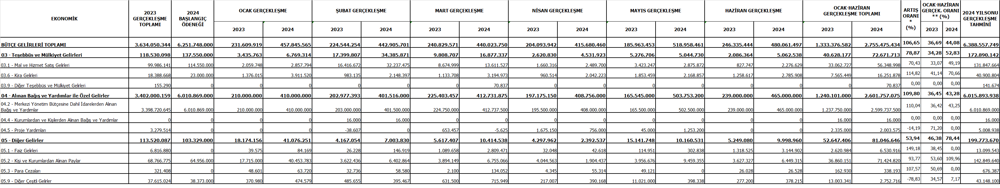 EKONOMİK
2023
GERÇEKLEŞME
TOPLAMI
2024
BAŞLANGIÇ
ÖDENEĞİ
OCAK GERÇEKLEŞME
ŞUBAT GERÇEKLEŞME
MART GERÇEKLEŞME
NİSAN GERÇEKLEŞME
MAYIS GERÇEKLEŞME
HAZİRAN GERÇEKLEŞME
OCAK-HAZİRAN
GERÇEKLEŞME TOPLAMI
ARTIŞ
ORANI
*
(%)
OCAK-HAZİRAN
GERÇEK. ORANI
** (%)
2024 YILSONU
GERÇEKLEŞME
TAHMİNİ
2023 2024 2023 2024 2023 2024 2023 2024 2023 2024 2023 2024 2023 2024 2023 2024
BÜTÇE GELİRLERİ TOPLAMI 3.634.050.344 6.251.748.000 231.609.919 457.845.565 224.544.254 442.905.701 240.829.571 440.023.750 204.093.942 415.680.460 185.963.453 518.958.461 246.335.444 480.061.497 1.333.376.582 2.755.475.434 106,65 36,69 44,08 6.388.557.749
03 - Teşebbüs ve Mülkiyet Gelirleri 118.530.098 137.550.000 3.435.763 6.769.314 17.399.807 34.385.871 9.808.707 16.877.337 2.620.830 4.531.923 5.276.706 5.044.730 2.086.364 5.062.538 40.628.177 72.671.713 78,87 34,28 52,83 172.890.142
03.1 - Mal ve Hizmet Satış Gelirleri 99.986.141 114.550.000 2.059.748 2.857.794 16.416.672 32.237.475 8.674.999 13.611.527 1.660.316 2.489.700 3.423.247 2.875.872 827.747 2.276.629 33.062.727 56.348.998 70,43 33,07 49,19 131.847.664
03.6 - Kira Gelirleri 18.388.668 23.000.000 1.376.015 3.911.520 983.135 2.148.397 1.133.708 3.194.973 960.514 2.042.223 1.853.459 2.168.857 1.258.617 2.785.908 7.565.449 16.251.878 114,82 41,14 70,66 40.900.804
03.9 - Diğer Teşebbüs ve Mülkiyet Gelirleri 155.290 0 0 0 0 0 0 70.837 0 0 0 0 0 0 0 70.837 0,00 0,00 0,00 141.674
04 - Alınan Bağış ve Yardımlar ile Özel Gelirler 3.402.000.159 6.010.869.000 210.000.000 410.000.000 202.977.393 401.516.000 225.403.457 412.731.875 197.175.150 408.756.000 165.545.000 503.753.200 239.000.000 465.000.000 1.240.101.000 2.601.757.075 109,80 36,45 43,28 6.015.893.938
04.2 - Merkezi Yönetim Bütçesine Dahil İdarelerden Alınan
Bağış ve Yardımlar 3.398.720.645 6.010.869.000 210.000.000 410.000.000 203.000.000 401.500.000 224.750.000 412.737.500 195.500.000 408.000.000 165.500.000 502.500.000 239.000.000 465.000.000 1.237.750.000 2.599.737.500 110,04 36,42 43,25 6.010.869.000
04.4 - Kurumlardan ve Kişilerden Alınan Bağış ve Yardımlar 0 0 0 0 16.000 16.000 0 0 0 0 0 0 0 0 16.000 16.000 0,00 0,00 0,00 16.000
04.5 - Proje Yardımları 3.279.514 0 0 0 -38.607 0 653.457 -5.625 1.675.150 756.000 45.000 1.253.200 0 0 2.335.000 2.003.575 -14,19 71,20 0,00 5.008.938
05 - Diğer Gelirler 113.520.087 103.329.000 18.174.156 41.076.251 4.167.054 7.003.830 5.617.407 10.414.538 4.297.962 2.392.537 15.141.748 10.160.531 5.249.080 9.998.960 52.647.406 81.046.646 53,94 46,38 78,44 199.773.670
05.1 - Faiz Gelirleri 6.816.880 0 39.575 84.169 26.228 146.919 1.089.658 2.809.471 32.048 42.618 114.951 302.838 1.318.525 3.144.902 2.620.984 6.530.916 149,18 38,45 0,00 13.099.543
05.2 - Kişi ve Kurumlardan Alınan Paylar 68.766.775 64.956.000 17.715.000 40.453.783 3.622.436 6.402.864 3.894.149 6.755.066 4.044.563 1.904.437 3.956.676 9.459.355 3.627.327 6.449.315 36.860.151 71.424.820 93,77 53,60 109,96 142.849.640
05.3 - Para Cezaları 321.408 0 48.601 63.720 32.736 58.580 2.100 134.052 4.345 55.314 49.121 0 26.028 26.528 162.930 338.193 107,57 50,69 0,00 676.387
05.9 - Diğer Çeşitli Gelirler 37.615.024 38.373.000 370.980 474.579 485.655 395.467 631.500 715.949 217.007 390.168 11.021.000 398.338 277.200 378.215 13.003.341 2.752.716 -78,83 34,57 7,17 43.148.100